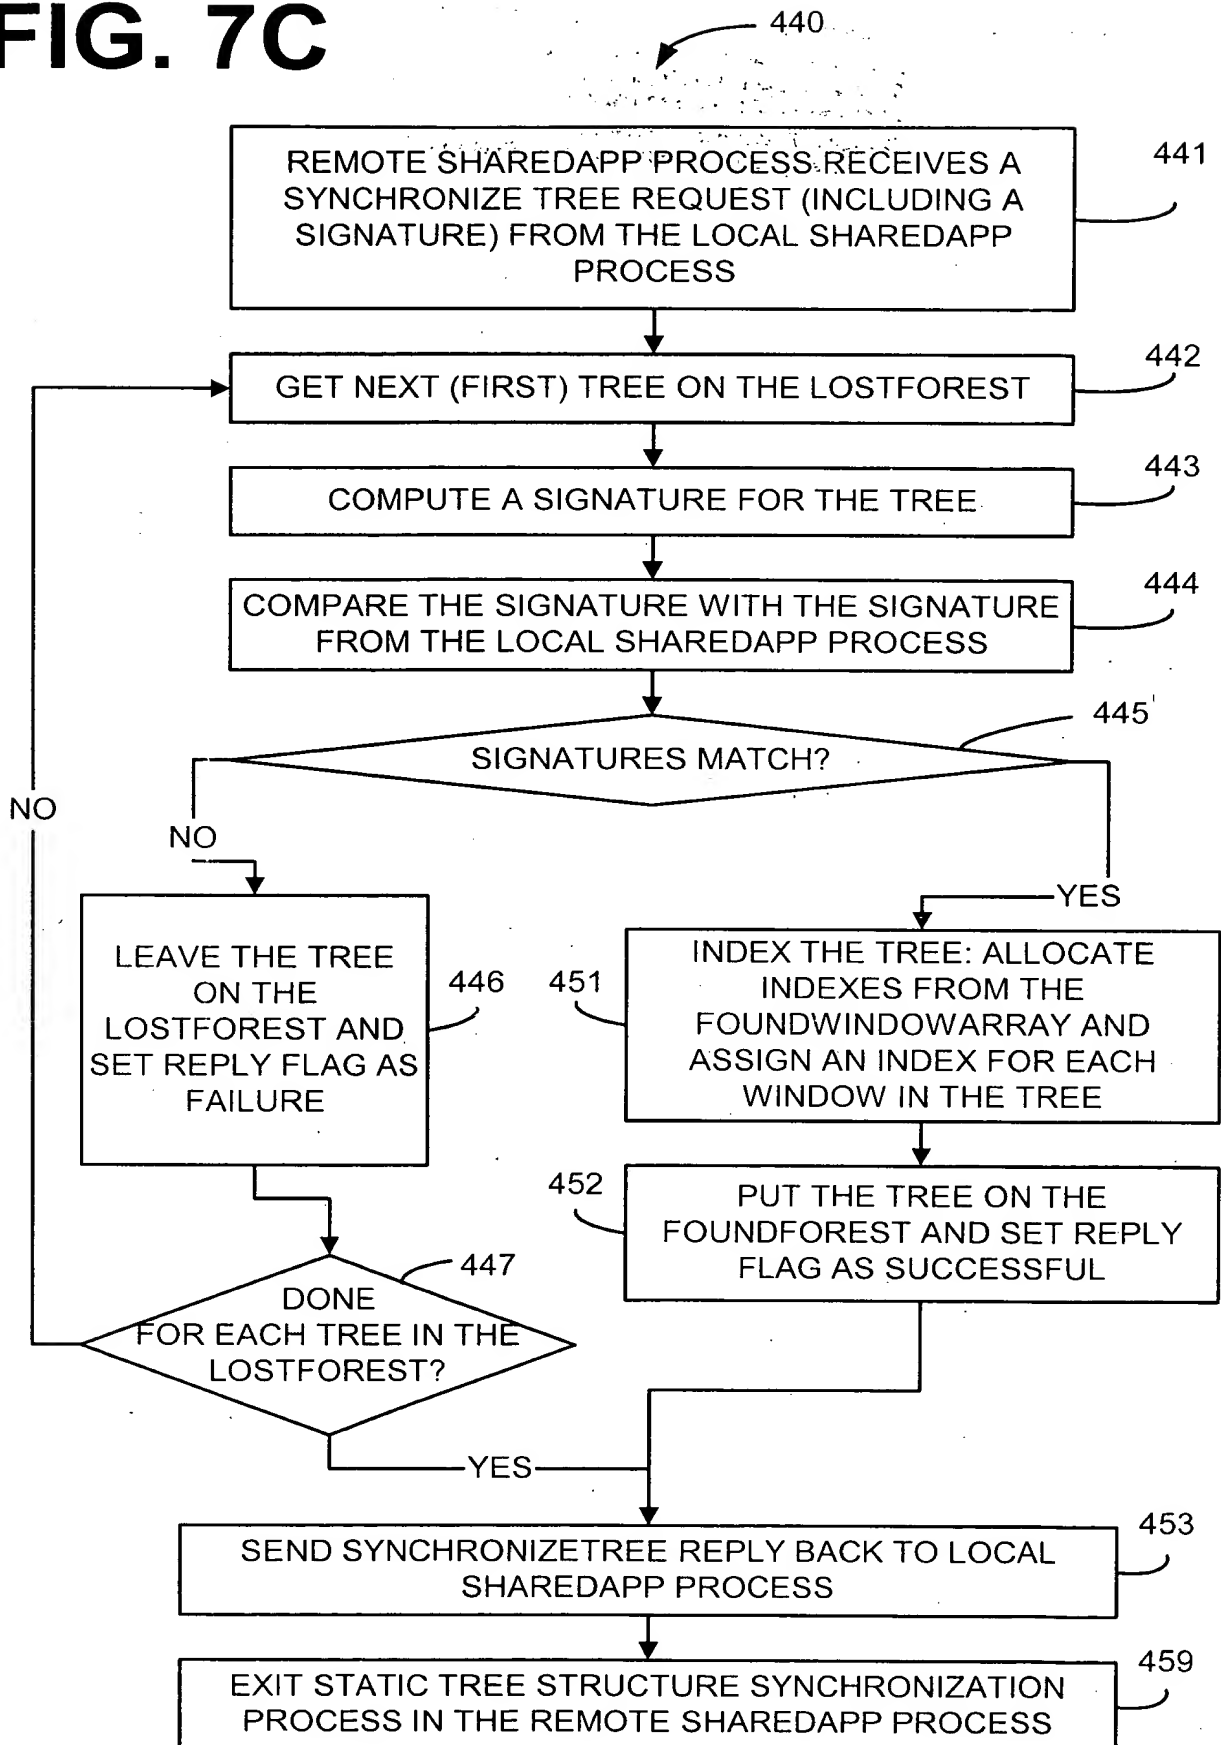 FIG. 7C
440
REMOTE SHAREDAPP PROCESS RECEIVES A
SYNCHRONIZE TREE REQUEST (INCLUDING A
SIGNATURE) FROM THE LOCAL SHAREDAPP
PROCESS
441
GET NEXT (FIRST) TREE ON THE LOSTFOREST
442
COMPUTE A SIGNATURE FOR THE TREE
443
COMPARE THE SIGNATURE WITH THE SIGNATURE
FROM THE LOCAL SHAREDAPP PROCESS
444
SIGNATURES MATCH?
445
NO
NO
YES
LEAVE THE TREE
ON THE
LOSTFOREST AND
SET REPLY FLAG AS
FAILURE
446
451
INDEX THE TREE: ALLOCATE
INDEXES FROM THE
FOUNDWINDOWARRAY AND
ASSIGN AN INDEX FOR EACH
WINDOW IN THE TREE
452
PUT THE TREE ON THE
FOUNDFOREST AND SET REPLY
FLAG AS SUCCESSFUL
447
DONE
FOR EACH TREE IN THE
LOSTFOREST?
YES
SEND SYNCHRONIZETREE REPLY BACK TO LOCAL
SHAREDAPP PROCESS
453
EXIT STATIC TREE STRUCTURE SYNCHRONIZATION
PROCESS IN THE REMOTE SHAREDAPP PROCESS
459